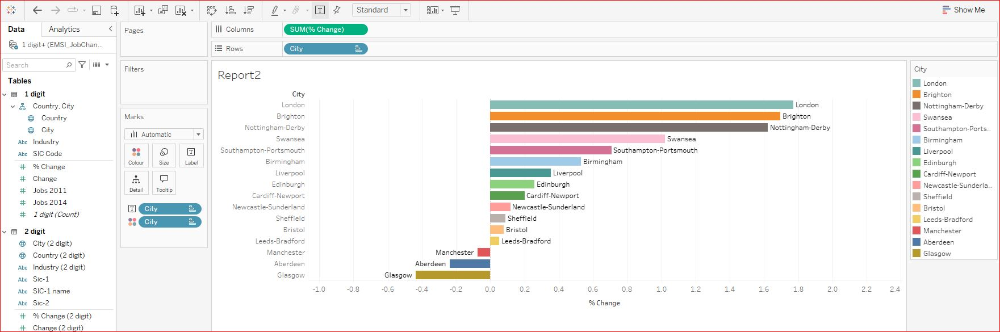 Standard
Show Me
Data
Analytics
1 digit+ (EMSI_JobChan...
Search
Tables
1 digit
Country, City
Country
City
Abc Industry
Abc SIC Code
# % Change
# Change
# Jobs 2011
# Jobs 2014
# 1 digit (Count)
2 digit
City (2 digit)
Country (2 digit)
Abc Industry (2 digit)
Abc Sic-1
Abc SIC-1 name
Abc Sic-2
# % Change (2 digit)
# Change (2 digit)
Pages
Filters
Marks
Automatic
Colour
Size
T
Label
Detail
Tooltip
T City
City
Columns
SUM(% Change)
Rows
City
Report2
City
London London
Brighton Brighton
Nottingham-Derby Nottingham-Derby
Swansea Swansea
Southampton-Portsmouth Southampton-Portsmouth
Birmingham Birmingham
Liverpool Liverpool
Edinburgh Edinburgh
Cardiff-Newport Cardiff-Newport
Newcastle-Sunderland Newcastle-Sunderland
Sheffield Sheffield
Bristol Bristol
Leeds-Bradford Leeds-Bradford
Manchester Manchester
Aberdeen Aberdeen
Glasgow Glasgow
-1.0 -0.8 -0.6 -0.4 -0.2 0.0 0.2 0.4 0.6 0.8 1.0 1.2 1.4 1.6 1.8 2.0 2.2 2.4
% Change
City
London
Brighton
Nottingham-Derby
Swansea
Southampton-Ports..
Birmingham
Liverpool
Edinburgh
Cardiff-Newport
Newcastle-Sunderla..
Sheffield
Bristol
Leeds-Bradford
Manchester
Aberdeen
Glasgow